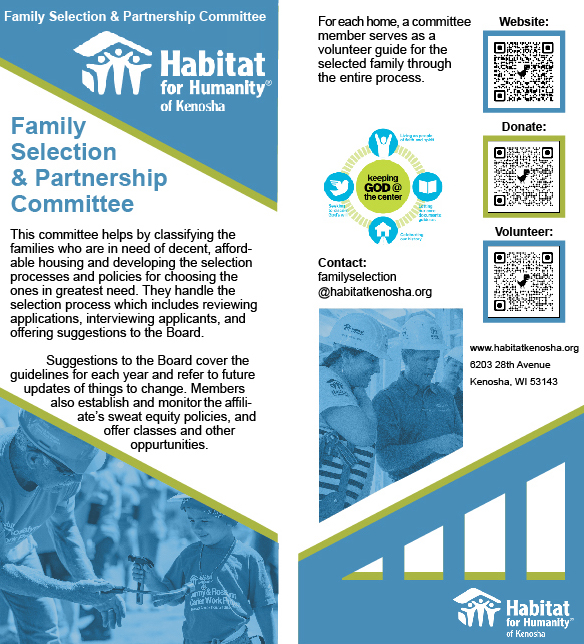 Family Selection & Partnership Committee
Habitat
for Humanity®
of Kenosha
Family
Selection
& Partnership
Committee
This committee helps by classifying the
families who are in need of decent, afford-
able housing and developing the selection
processes and policies for choosing the
ones in greatest need. They handle the
selection process which includes reviewing
applications, interviewing applicants, and
offering suggestions to the Board.
Suggestions to the Board cover the
guidelines for each year and refer to future
updates of things to change. Members
also establish and monitor the affili-
ate's sweat equity policies, and
offer classes and other
oppurtunities.
Habitat
For each home, a committee
member serves as a
volunteer guide for the
selected family through
the entire process.
keeping
GOD @
the center
Contact:
familyselection
@habitatkenosha.org
Website:
Donate:
Volunteer:
www.habitatkenosha.org
6203 28th Avenue
Kenosha, WI 53143
Habitat
for Humanity®
of Kenosha